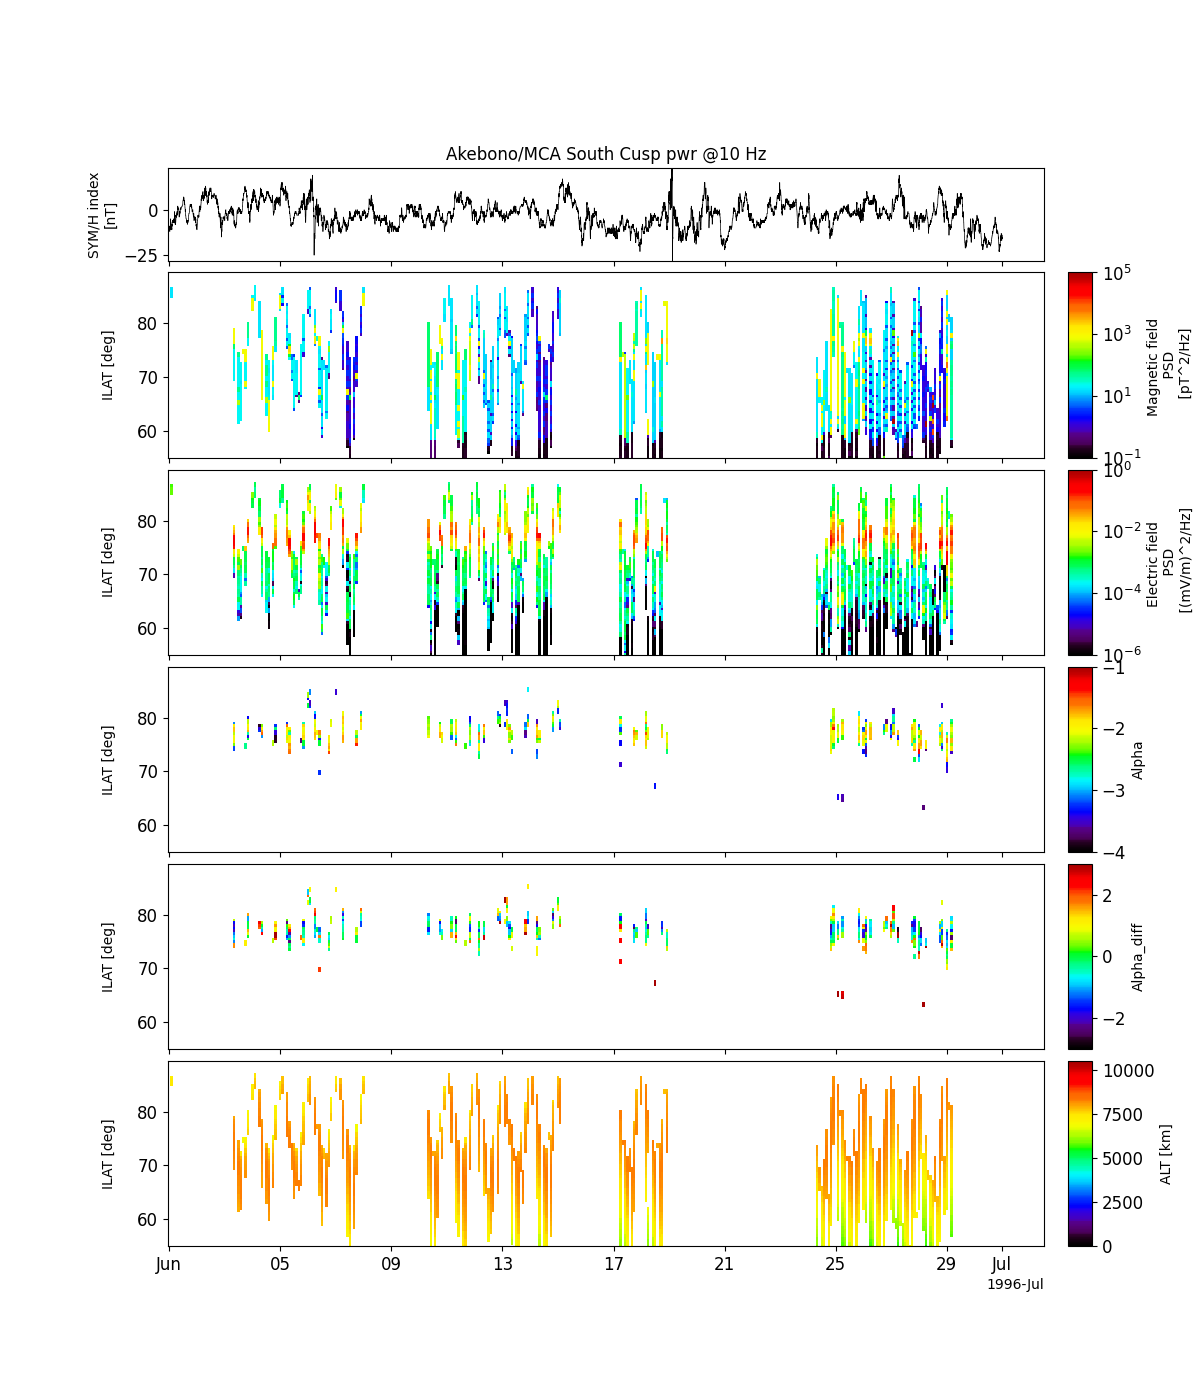 Akebono/MCA South Cusp pwr @10 Hz
SYM/H index
[nT]
0
−25
ILAT [deg]
80
70
60
10^5
10^3
10^1
10^−1
Magnetic field
PSD
[pT^2/Hz]
ILAT [deg]
80
70
60
10^0
10^−2
10^−4
10^−6
Electric field
PSD
[(mV/m)^2/Hz]
ILAT [deg]
80
70
60
−1
−2
−3
−4
Alpha
ILAT [deg]
80
70
60
2
0
−2
Alpha_diff
ILAT [deg]
80
70
60
10000
7500
5000
2500
0
ALT [km]
Jun 05 09 13 17 21 25 29 Jul
1996-Jul